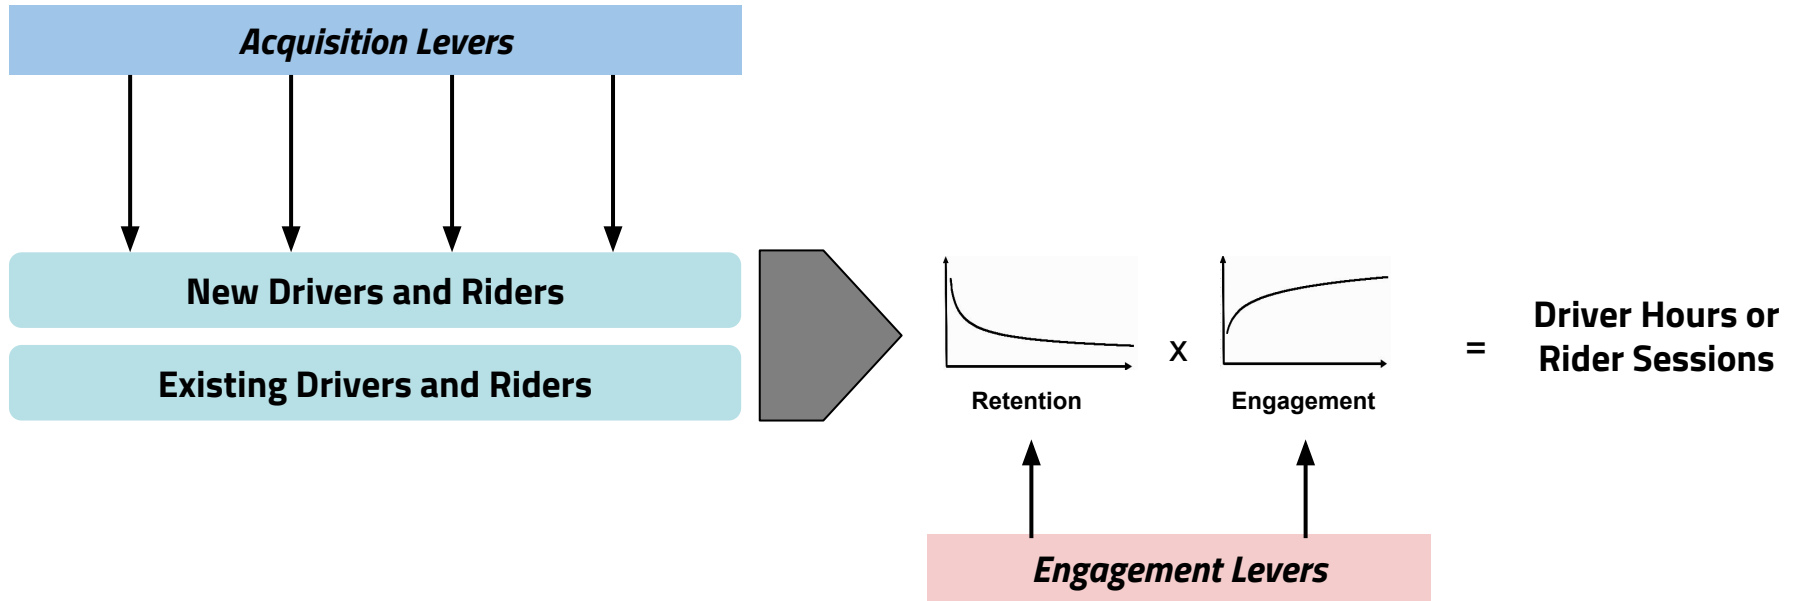 Acquisition Levers
New Drivers and Riders
Existing Drivers and Riders
Retention
x
Engagement
=
Driver Hours or
Rider Sessions
Engagement Levers